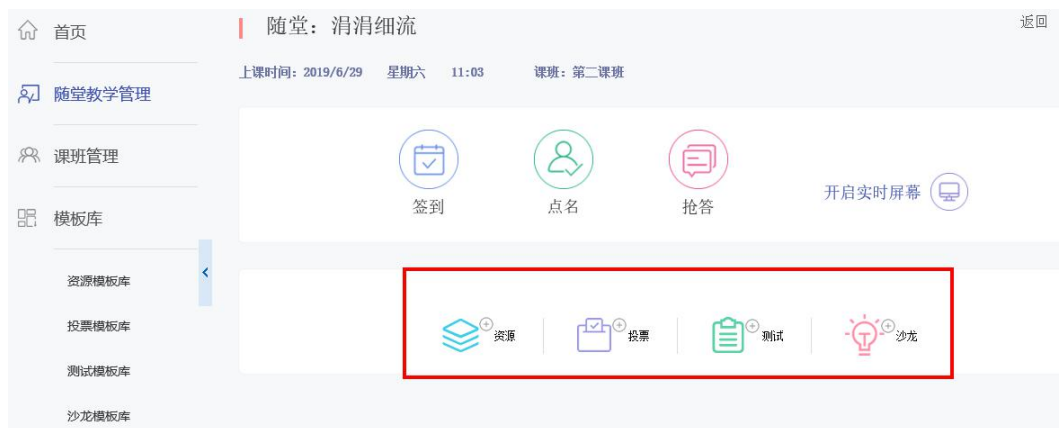 首页
随堂教学管理
课班管理
模板库
资源模板库
投票模板库
测试模板库
沙龙模板库
随堂：涓涓细流
返回
上课时间：2019/6/29 星期六 11:03 课班：第二课班
签到 点名 抢答
开启实时屏幕
资源 投票 测试 沙龙